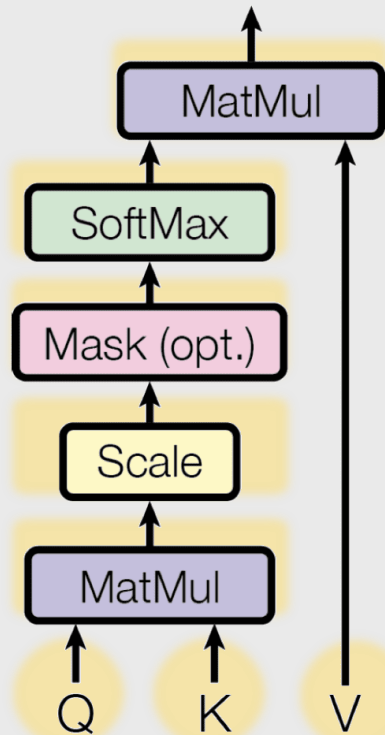 MatMul
SoftMax
Mask (opt.)
Scale
MatMul
Q K V